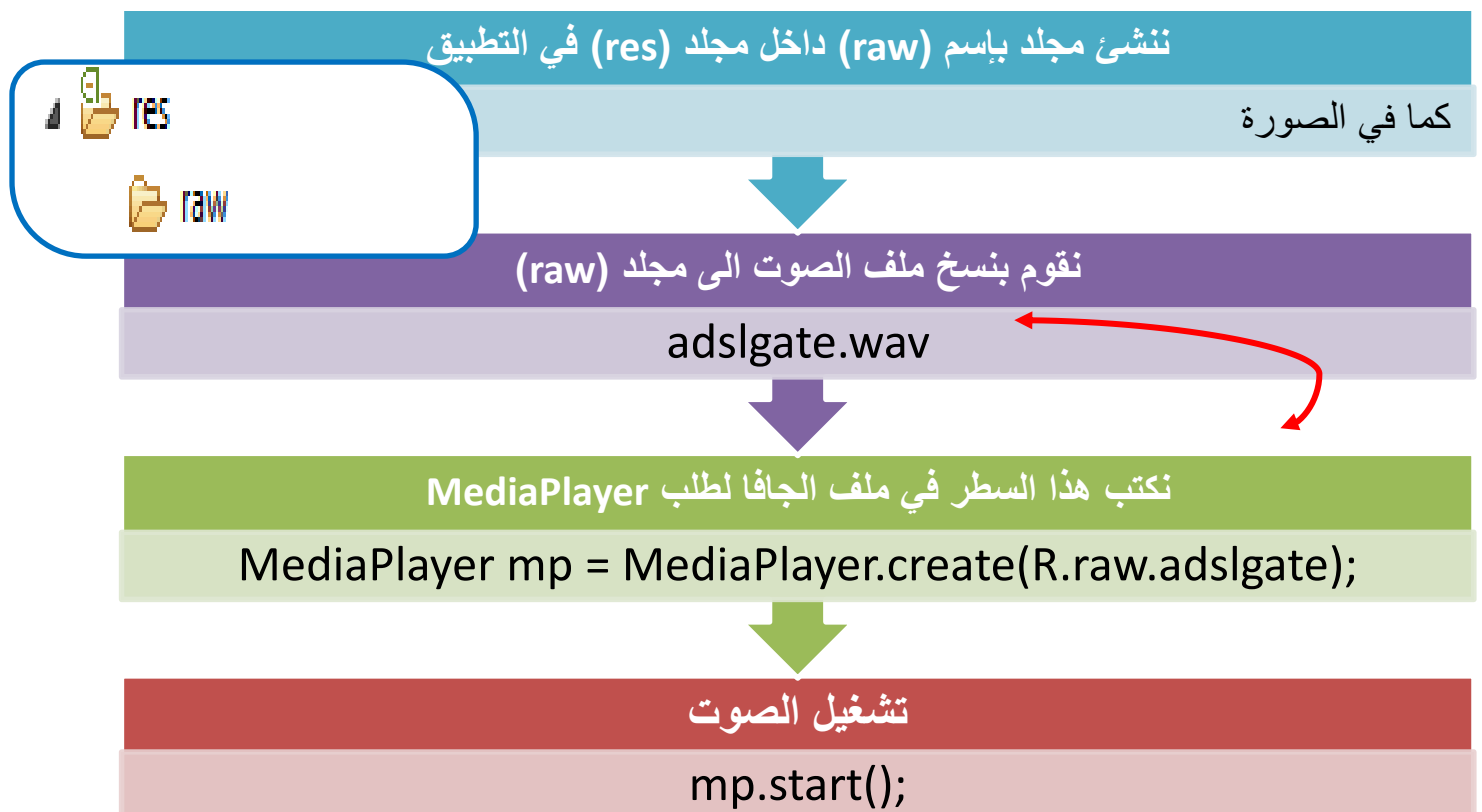 ننشئ مجلد بإسم (raw) داخل مجلد (res) في التطبيق
كما في الصورة
res
raw
نقوم بنسخ ملف الصوت الى مجلد (raw)
adslgate.wav
نكتب هذا السطر في ملف الجافا لطلب MediaPlayer
MediaPlayer mp = MediaPlayer.create(R.raw.adslgate);
تشغيل الصوت
mp.start();